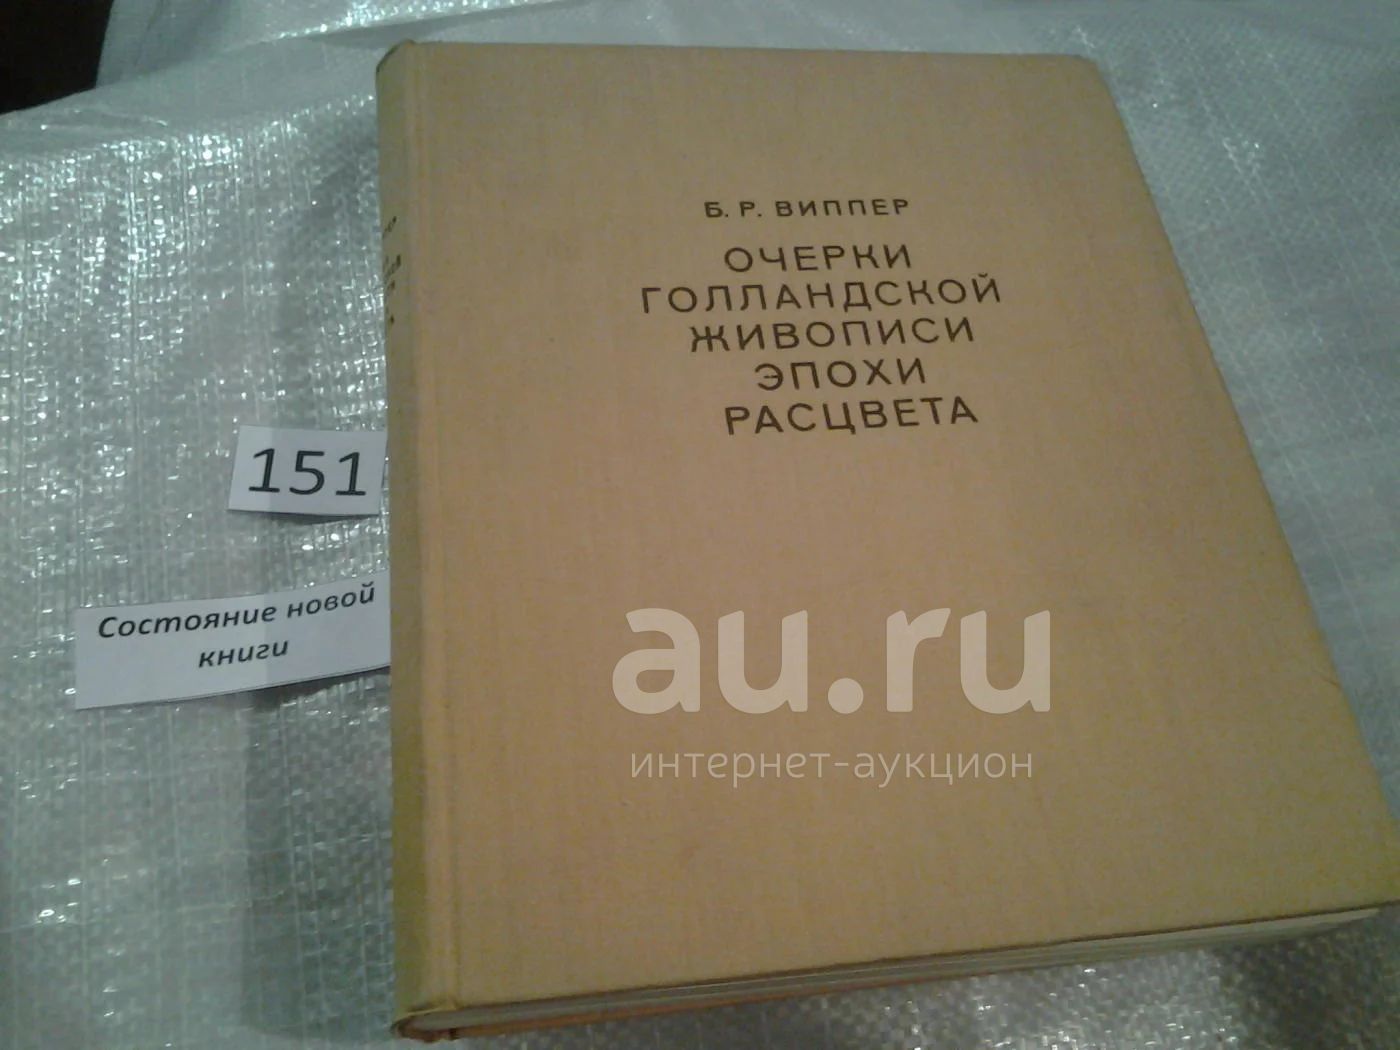 Б. Р. ВИППЕР
ОЧЕРКИ
ГОЛЛАНДСКОЙ
ЖИВОПИСИ
ЭПОХИ
РАСЦВЕТА
151
Состояние новой
книги
au.ru
интернет-аукцион